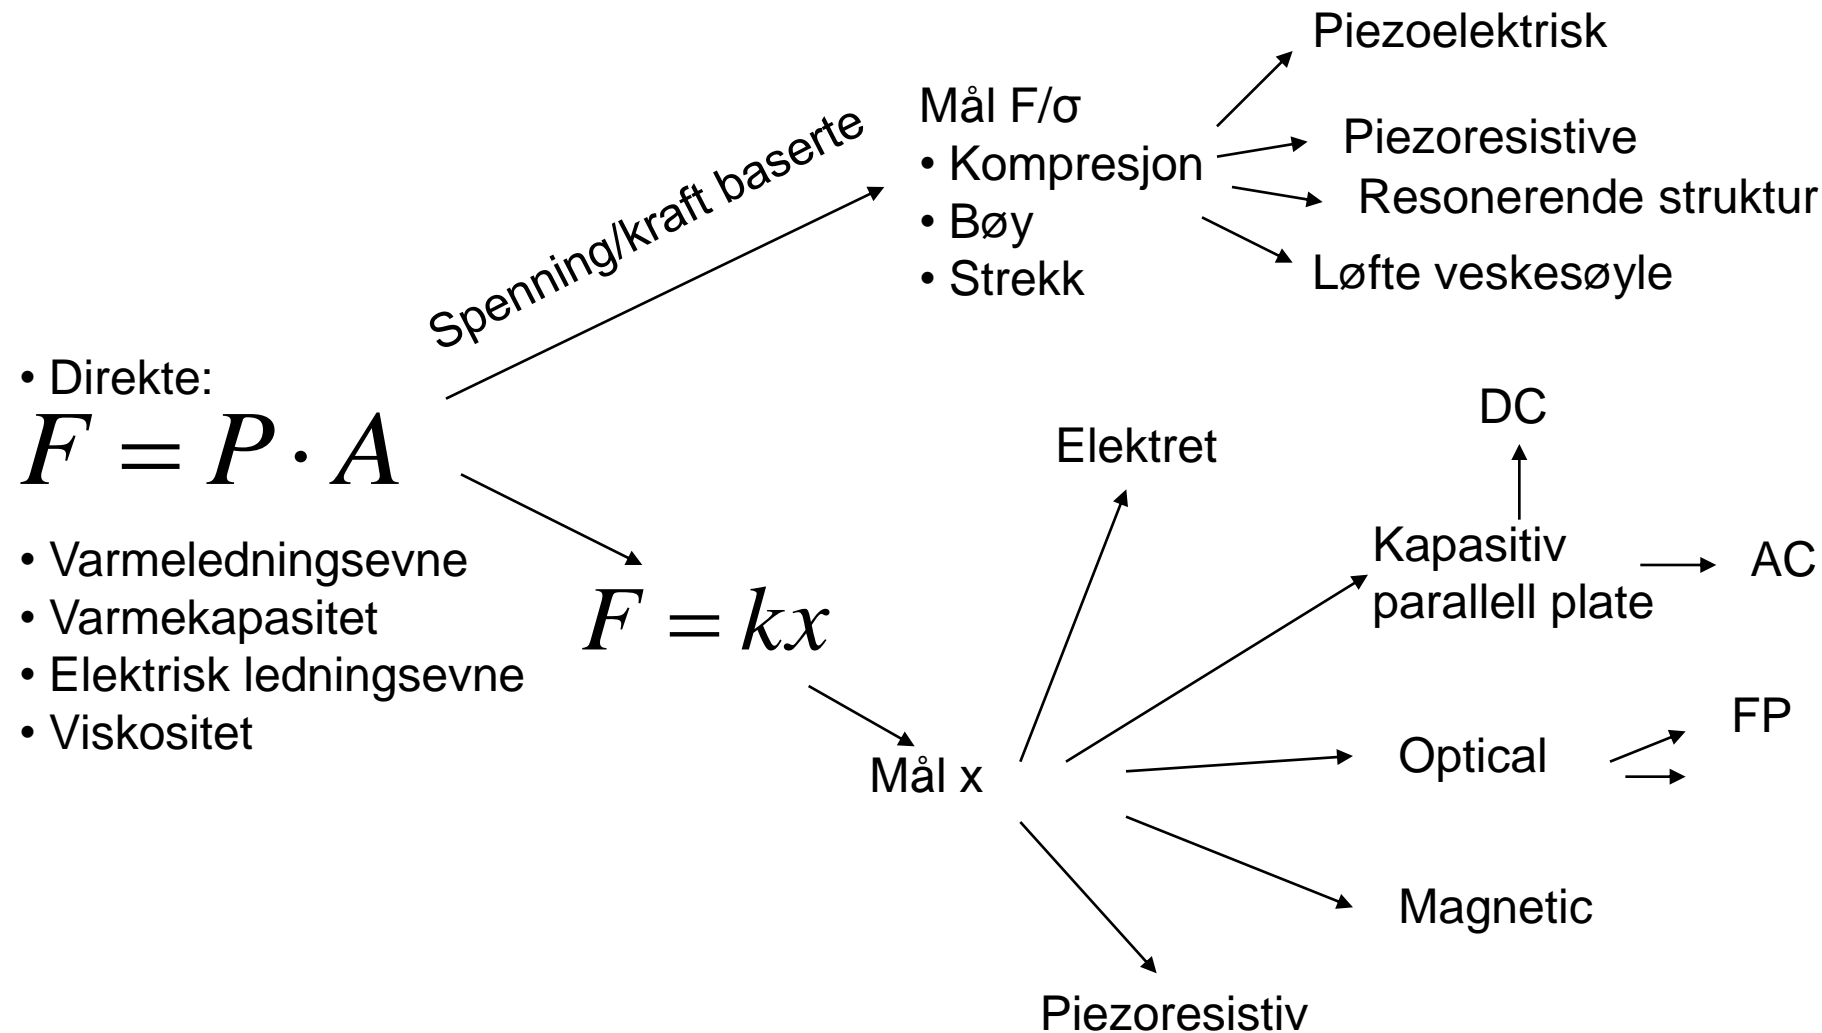 Piezoelektrisk
Mål F/σ
• Kompresjon
• Bøy
• Strekk
Piezoresistive
Resonerende struktur
Løfte veskesøyle
Spenning/kraft baserte
• Direkte:
F = P · A
• Varmeledningsevne
• Varmekapasitet
• Elektrisk ledningsevne
• Viskositet
F = kx
Mål x
Elektret
DC
Kapasitiv
parallell plate
AC
Optical
FP
Magnetic
Piezoresistiv